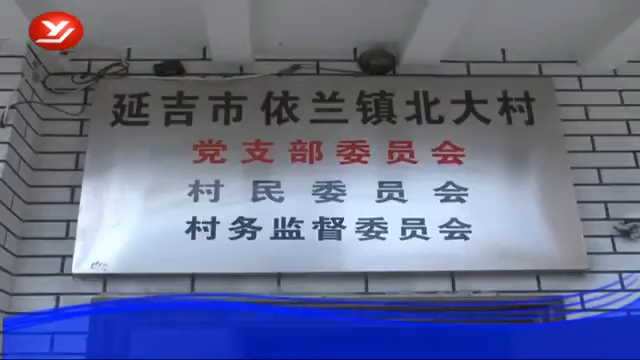 延吉市依兰镇北大村
党支部委员会
村民委员会
村务监督委员会